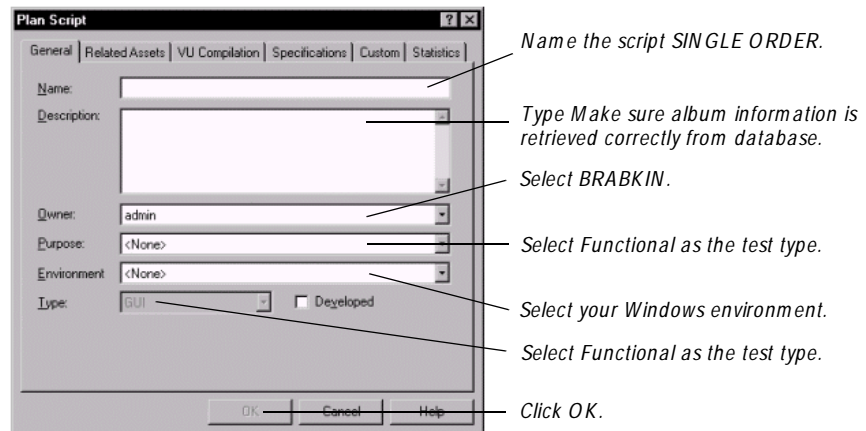 Plan Script
General Related Assets VU Compilation Specifications Custom Statistics
Name:
Description:
Owner: admin
Purpose: <None>
Environment <None>
Type: GUI Developed
OK Cancel Help
Name the script SINGLE ORDER.
Type Make sure album information is
retrieved correctly from database.
Select BRABKIN.
Select Functional as the test type.
Select your Windows environment.
Select Functional as the test type.
Click OK.